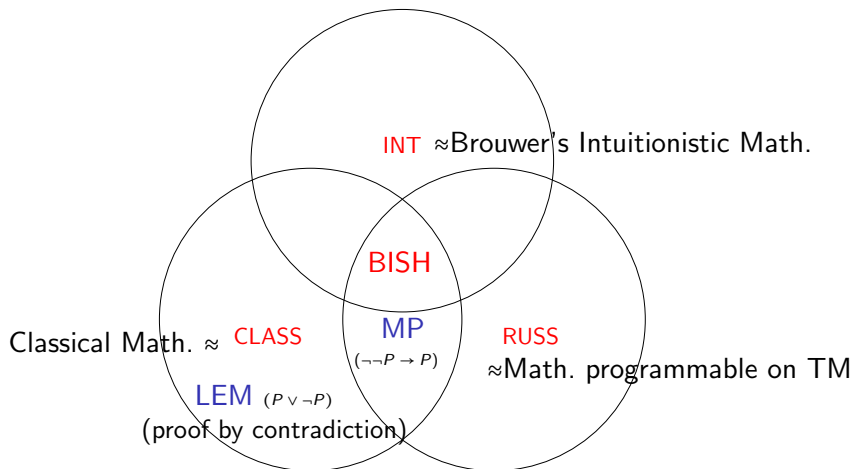 INT ≈Brouwer's Intuitionistic Math.
BISH
Classical Math. ≈ CLASS
MP
RUSS
(¬¬P → P)
≈Math. programmable on TM
LEM (P ∨ ¬P)
(proof by contradiction)